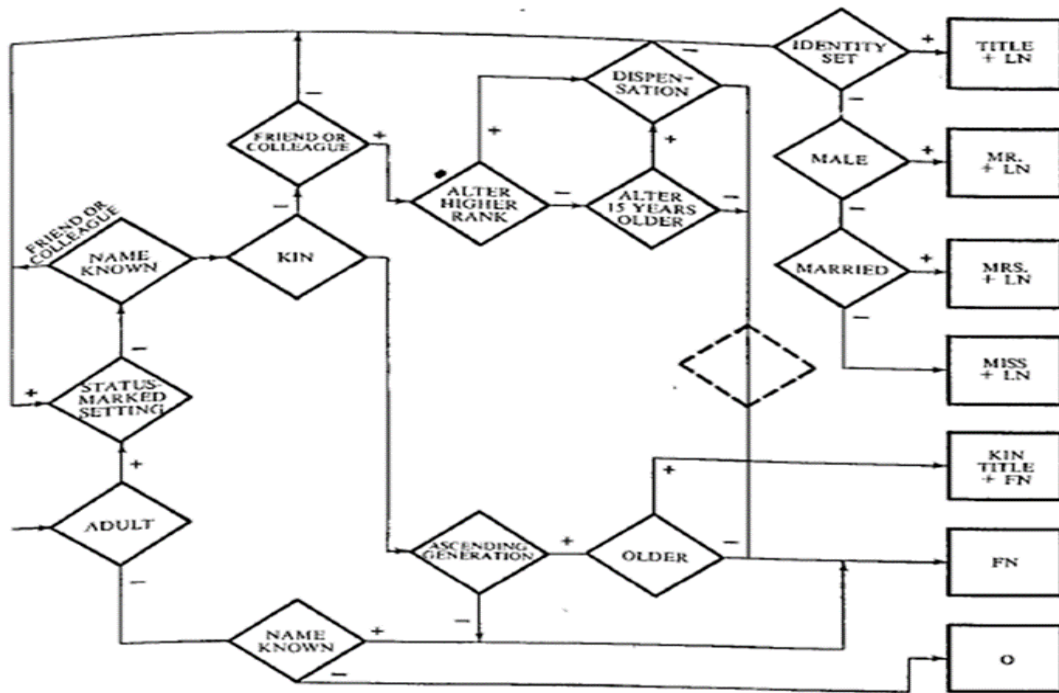 IDENTITY
SET
+
TITLE
+ LN
−
DISPEN-
SATION
−
FRIEND OR
COLLEAGUE
−
+
+
+
MALE
+
MR.
+ LN
−
ALTER
HIGHER
RANK
−
ALTER
15 YEARS
OLDER
−
FRIEND OR
COLLEAGUE
NAME
KNOWN
−
KIN
MARRIED
+
MRS.
+ LN
−
−
STATUS-
MARKED
SETTING
+
MISS
+ LN
+
KIN
TITLE
+ FN
+
ADULT
−
ASCENDING
GENERATION
+
OLDER
−
FN
−
NAME
KNOWN
+
−
O